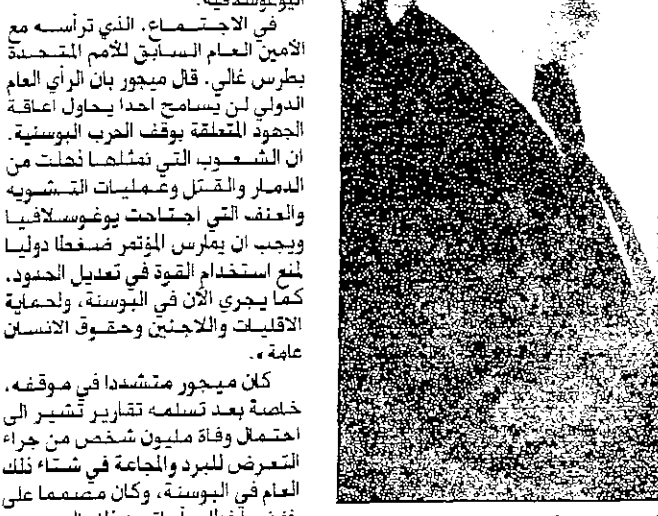 اليوغوسلافية.
في الاجتماع، الذي ترأسه مع
الأمين العام السابق للأمم المتحدة
بطرس غالي، قال ميجور بان الرأي العام
الدولي لن يسامح احدا يحاول اعاقة
الجهود المتعلقة بوقف الحرب البوسنية.
ان الشعوب التي نمثلها ذهلت من
الدمار والقتل وعمليات التشويه
والعنف التي اجتاحت يوغوسلافيا
ويجب ان يمارس المؤتمر ضغطا دوليا
لمنع استخدام القوة في تعديل الحدود،
كما يجري الآن في البوسنة، ولحماية
الاقليات واللاجئين وحقوق الانسان
عامة».
كان ميجور متشددا في موقفه،
خاصة بعد تسلمه تقارير تشير الى
احتمال وفاة مليون شخص من جراء
التعرض للبرد والمجاعة في شتاء ذلك
العام في البوسنة، وكان مصمما على